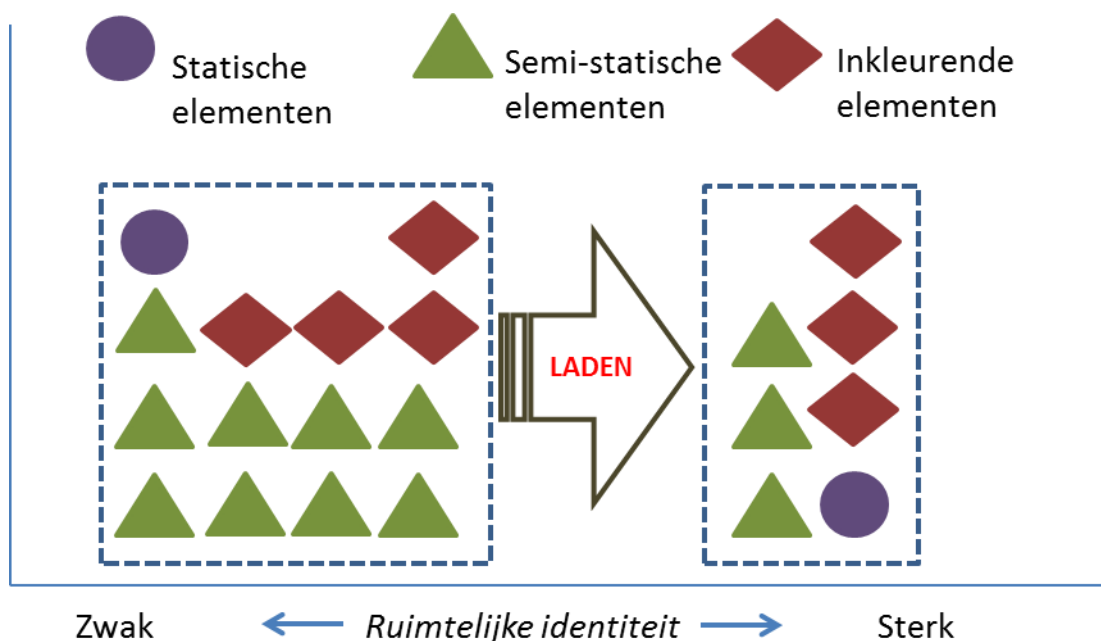 Statische
elementen
Semi-statische
elementen
Inkleurende
elementen
LADEN
Zwak
Ruimtelijke identiteit
Sterk